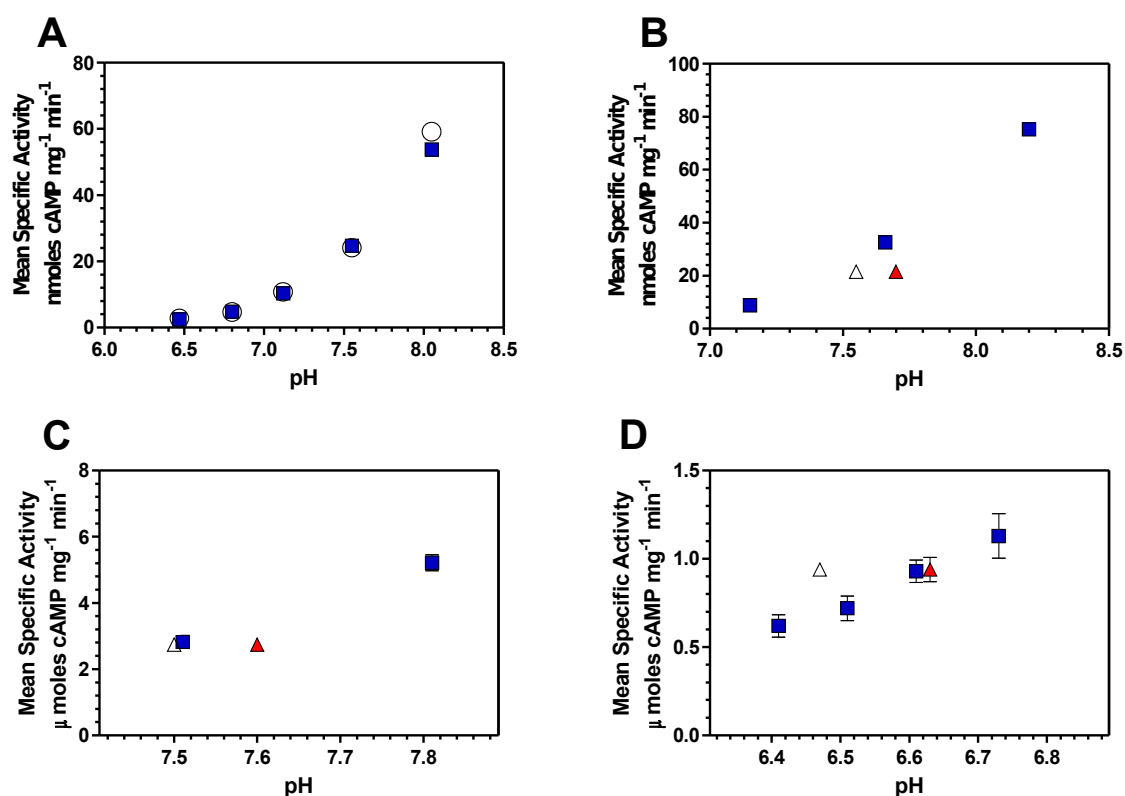 A
Mean Specific Activity
nmoles cAMP mg-1 min-1
80
60
40
20
0
6.0 6.5 7.0 7.5 8.0 8.5
pH
B
Mean Specific Activity
nmoles cAMP mg-1 min-1
100
80
60
40
20
0
7.0 7.5 8.0 8.5
pH
C
Mean Specific Activity
μ moles cAMP mg-1 min-1
8
6
4
2
0
7.5 7.6 7.7 7.8
pH
D
Mean Specific Activity
μ moles cAMP mg-1 min-1
1.5
1.0
0.5
0.0
6.4 6.5 6.6 6.7 6.8
pH